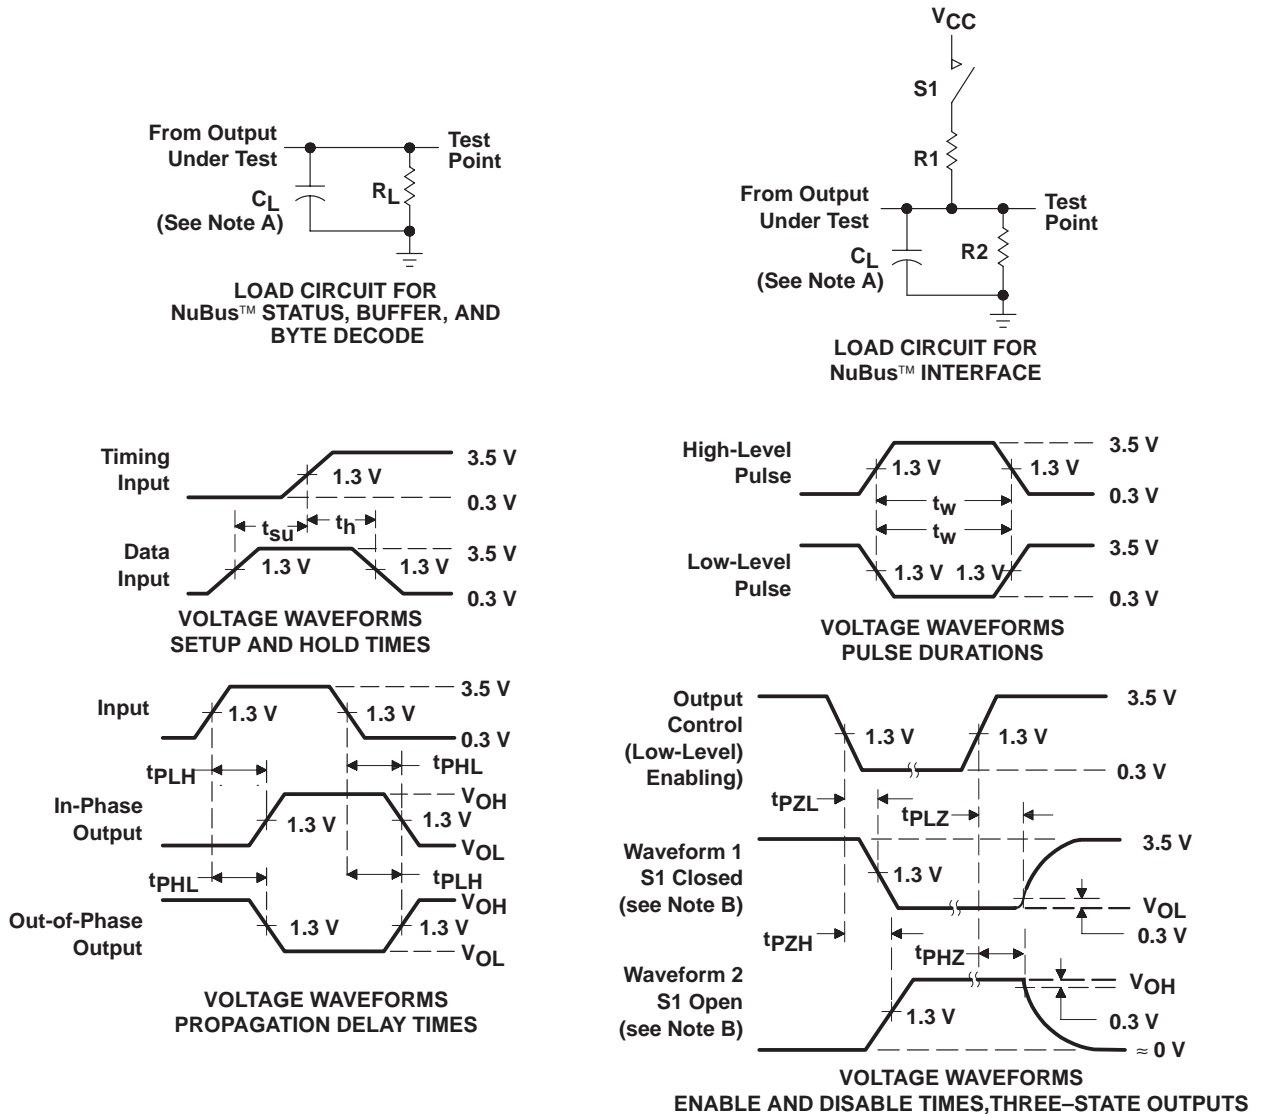 VCC
S1
R1
From Output
Under Test
Test
Point
CL
(See Note A)
RL
LOAD CIRCUIT FOR
NuBus™ STATUS, BUFFER, AND
BYTE DECODE
From Output
Under Test
Test
Point
CL
(See Note A)
R2
LOAD CIRCUIT FOR
NuBus™ INTERFACE
Timing
Input
1.3 V
3.5 V
0.3 V
tsu
th
Data
Input
1.3 V
1.3 V
3.5 V
0.3 V
VOLTAGE WAVEFORMS
SETUP AND HOLD TIMES
High-Level
Pulse
1.3 V
1.3 V
3.5 V
0.3 V
tw
tw
Low-Level
Pulse
1.3 V
1.3 V
3.5 V
0.3 V
VOLTAGE WAVEFORMS
PULSE DURATIONS
Input
1.3 V
1.3 V
3.5 V
0.3 V
tPLH
tPHL
In-Phase
Output
1.3 V
1.3 V
VOH
VOL
tPHL
tPLH
Out-of-Phase
Output
1.3 V
1.3 V
VOH
VOL
VOLTAGE WAVEFORMS
PROPAGATION DELAY TIMES
Output
Control
(Low-Level)
Enabling)
1.3 V
1.3 V
3.5 V
0.3 V
tPZL
tPLZ
Waveform 1
S1 Closed
(see Note B)
1.3 V
3.5 V
VOL
0.3 V
tPZH
tPHZ
Waveform 2
S1 Open
(see Note B)
1.3 V
VOH
0.3 V
≈ 0 V
VOLTAGE WAVEFORMS
ENABLE AND DISABLE TIMES,THREE–STATE OUTPUTS